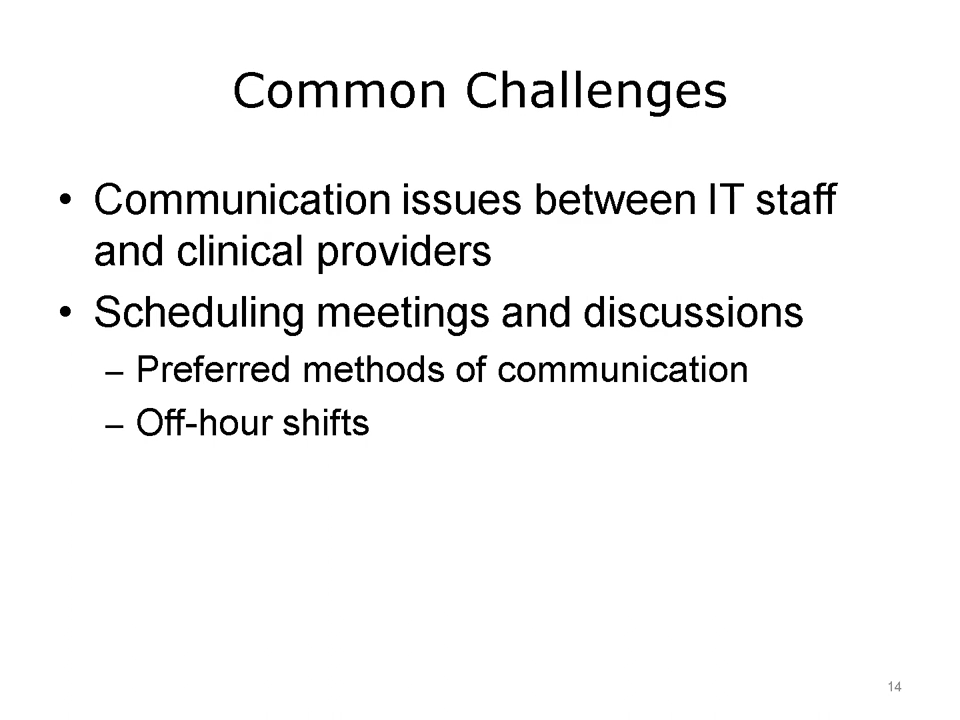 Common Challenges
• Communication issues between IT staff
and clinical providers
• Scheduling meetings and discussions
– Preferred methods of communication
– Off-hour shifts
14